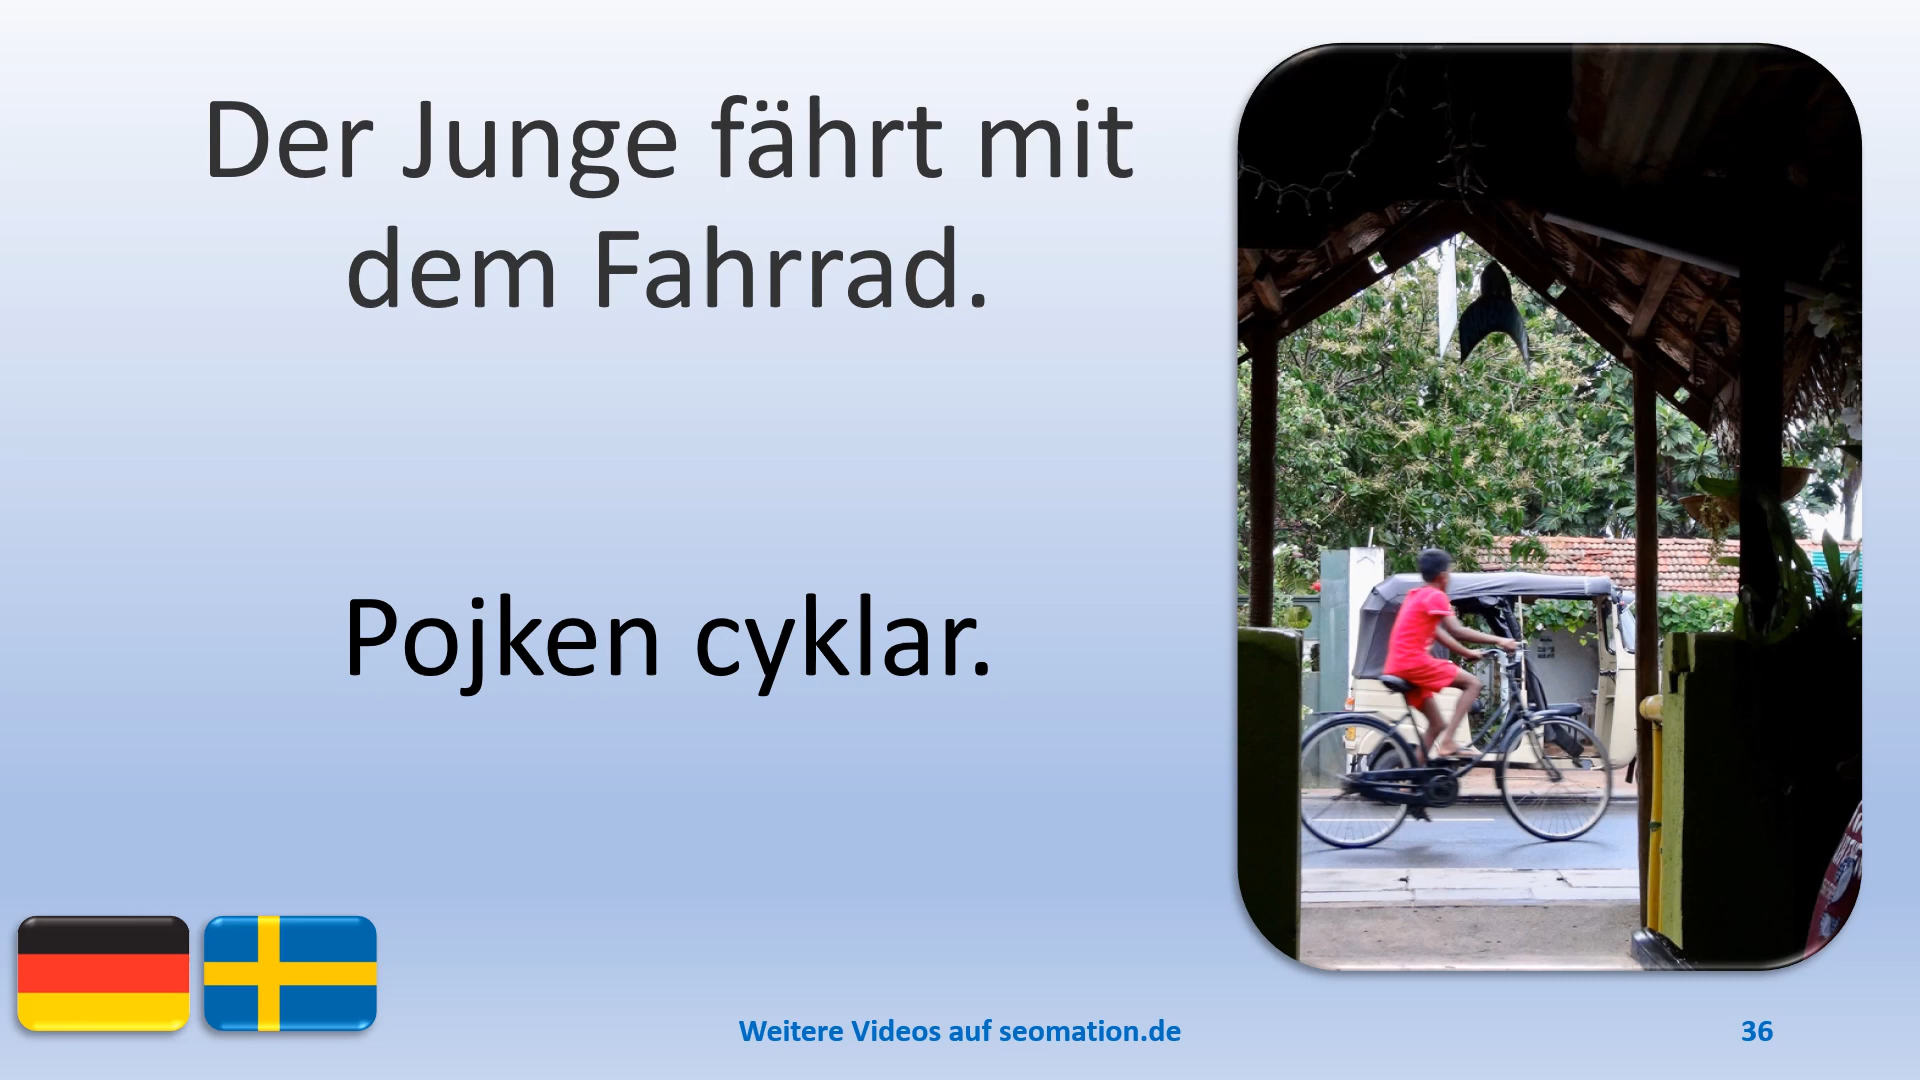 Der Junge fährt mit
dem Fahrrad.
Pojken cyklar.
Weitere Videos auf seomation.de
36